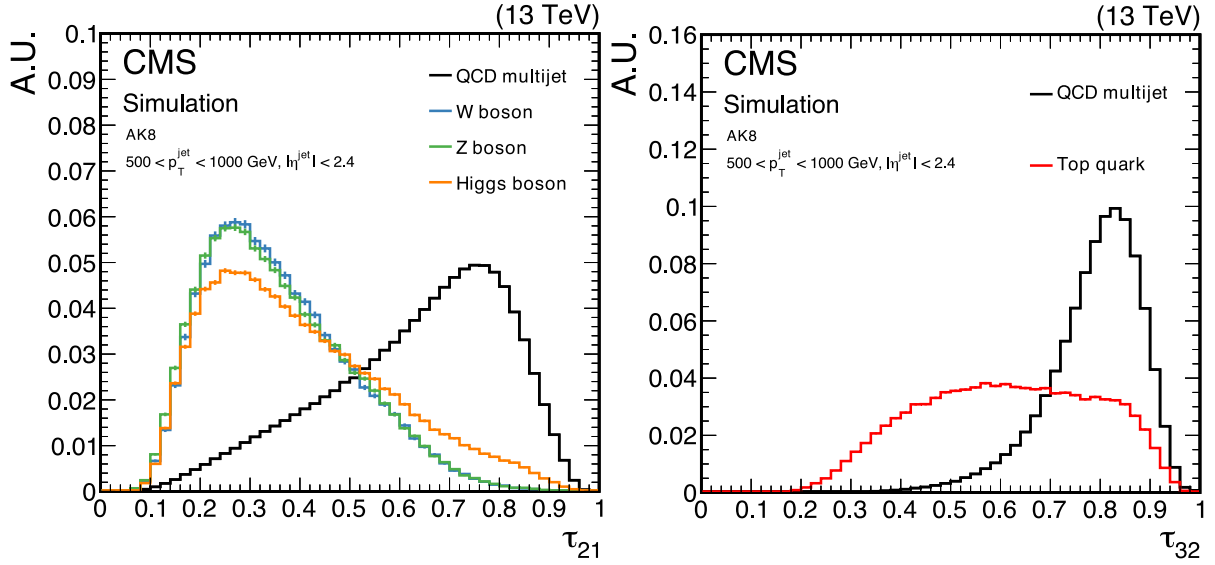 (13 TeV)
A.U.
0.1
0.09
0.08
0.07
0.06
0.05
0.04
0.03
0.02
0.01
0
CMS
Simulation
AK8
500 < p_T^jet < 1000 GeV, |η^jet| < 2.4
QCD multijet
W boson
Z boson
Higgs boson
0 0.1 0.2 0.3 0.4 0.5 0.6 0.7 0.8 0.9 1
τ21
(13 TeV)
A.U.
0.16
0.14
0.12
0.1
0.08
0.06
0.04
0.02
0
CMS
Simulation
AK8
500 < p_T^jet < 1000 GeV, |η^jet| < 2.4
QCD multijet
Top quark
0 0.1 0.2 0.3 0.4 0.5 0.6 0.7 0.8 0.9 1
τ32